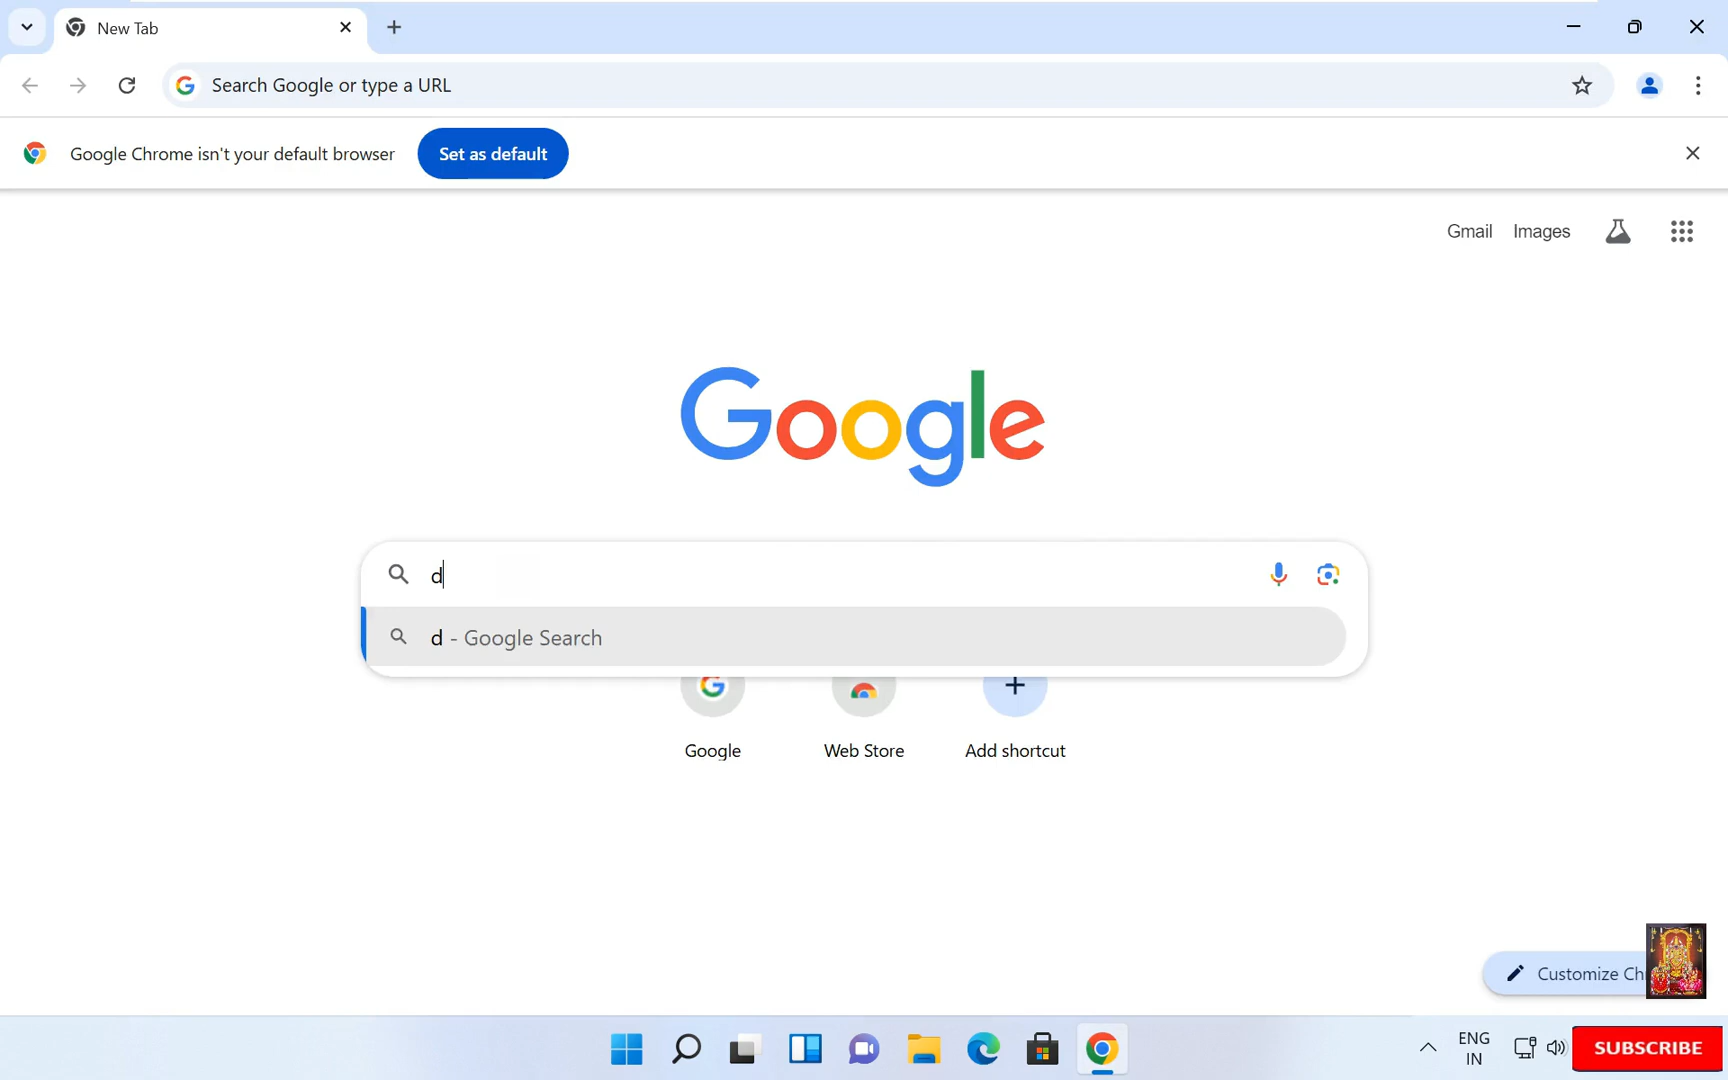 New Tab
Search Google or type a URL
Google Chrome isn't your default browser
Set as default
Gmail
Images
Google
d
d - Google Search
Google
Web Store
Add shortcut
Customize Ch
ENG
IN
SUBSCRIBE